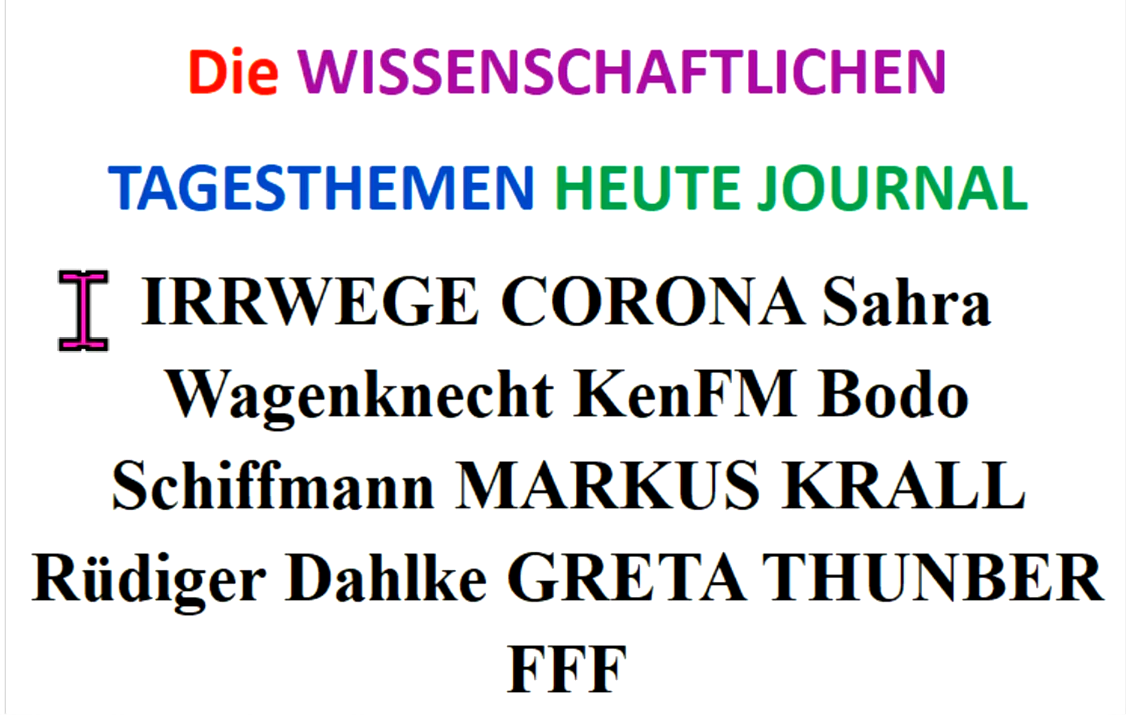 Die WISSENSCHAFTLICHEN
TAGESTHEMEN HEUTE JOURNAL
IRRWEGE CORONA Sahra
Wagenknecht KenFM Bodo
Schiffmann MARKUS KRALL
Rüdiger Dahlke GRETA THUNBER
FFF